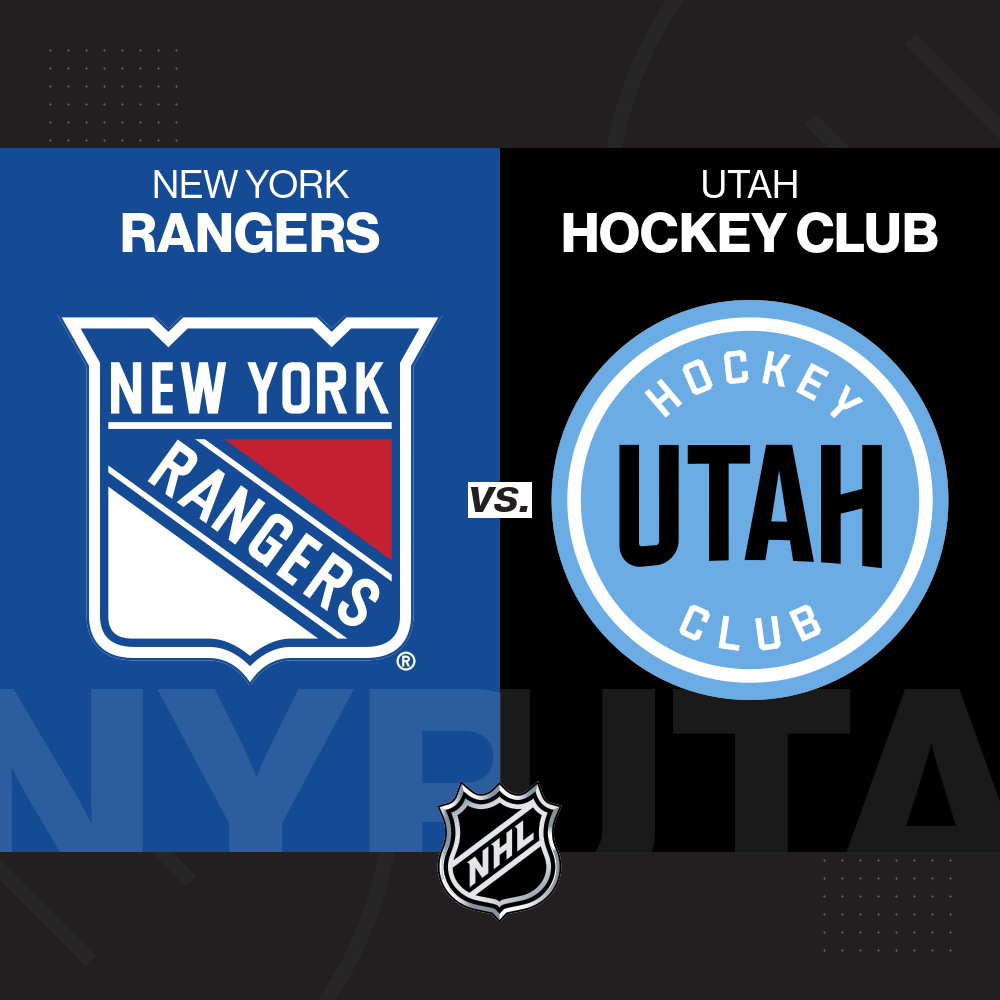 NEW YORK
RANGERS
UTAH
HOCKEY CLUB
NEW YORK
RANGERS
®
VS.
HOCKEY
UTAH
CLUB
NYR
UTA
NHL